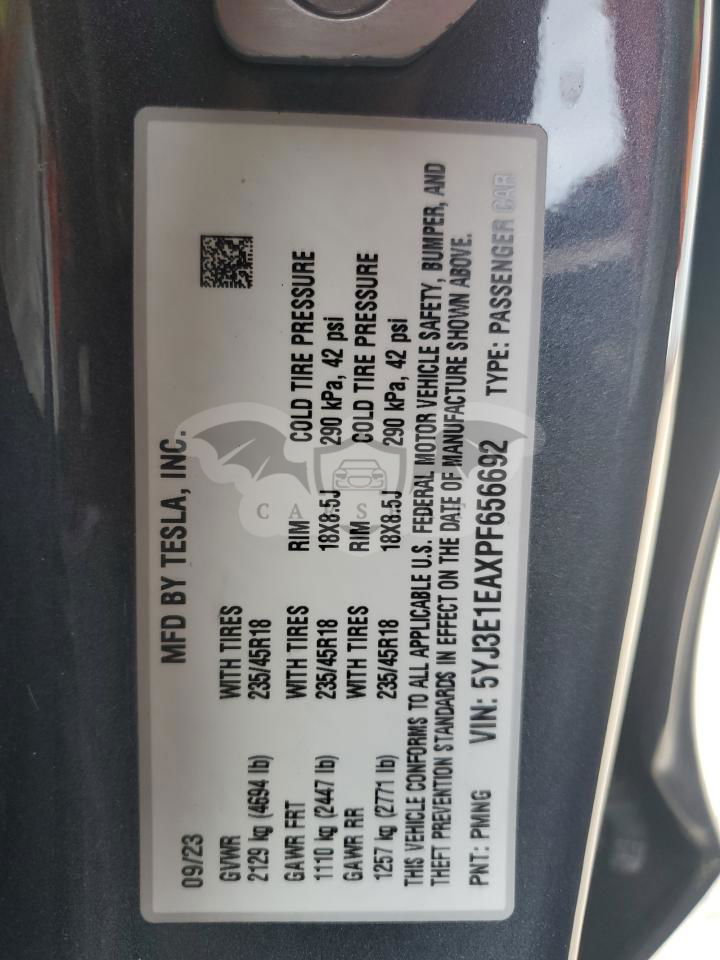 MFD BY TESLA, INC.
09/23
GVWR WITH TIRES
2129 kg (4694 lb) 235/45R18
GAWR FRT WITH TIRES RIM COLD TIRE PRESSURE
1110 kg (2447 lb) 235/45R18 18X8.5J 290 kPa, 42 psi
GAWR RR WITH TIRES RIM COLD TIRE PRESSURE
1257 kg (2771 lb) 235/45R18 18X8.5J 290 kPa, 42 psi
THIS VEHICLE CONFORMS TO ALL APPLICABLE U.S. FEDERAL MOTOR VEHICLE SAFETY, BUMPER, AND
THEFT PREVENTION STANDARDS IN EFFECT ON THE DATE OF MANUFACTURE SHOWN ABOVE.
PNT: PMNG VIN: 5YJ3E1EAXPF656692 TYPE: PASSENGER CAR